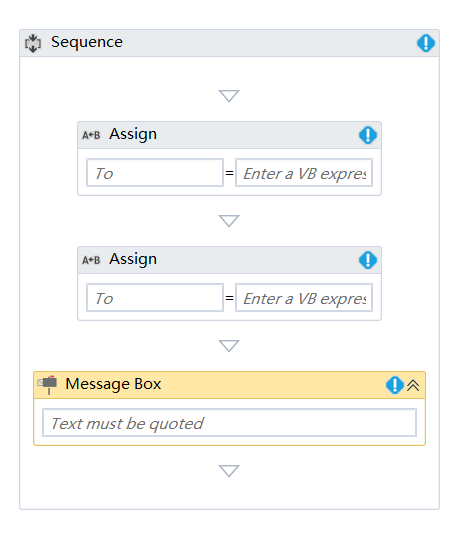 Sequence
A←B Assign
To = Enter a VB expres
A←B Assign
To = Enter a VB expres
Message Box
Text must be quoted